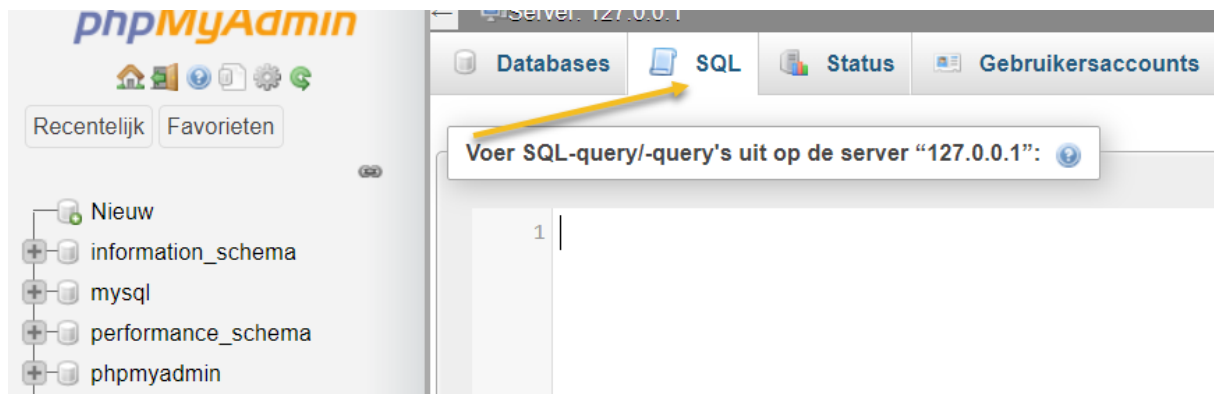 phpMyAdmin
Recentelijk Favorieten
Nieuw
information_schema
mysql
performance_schema
phpmyadmin
Server: 127.0.0.1
Databases SQL Status Gebruikersaccounts
Voer SQL-query/-query's uit op de server “127.0.0.1”:
1